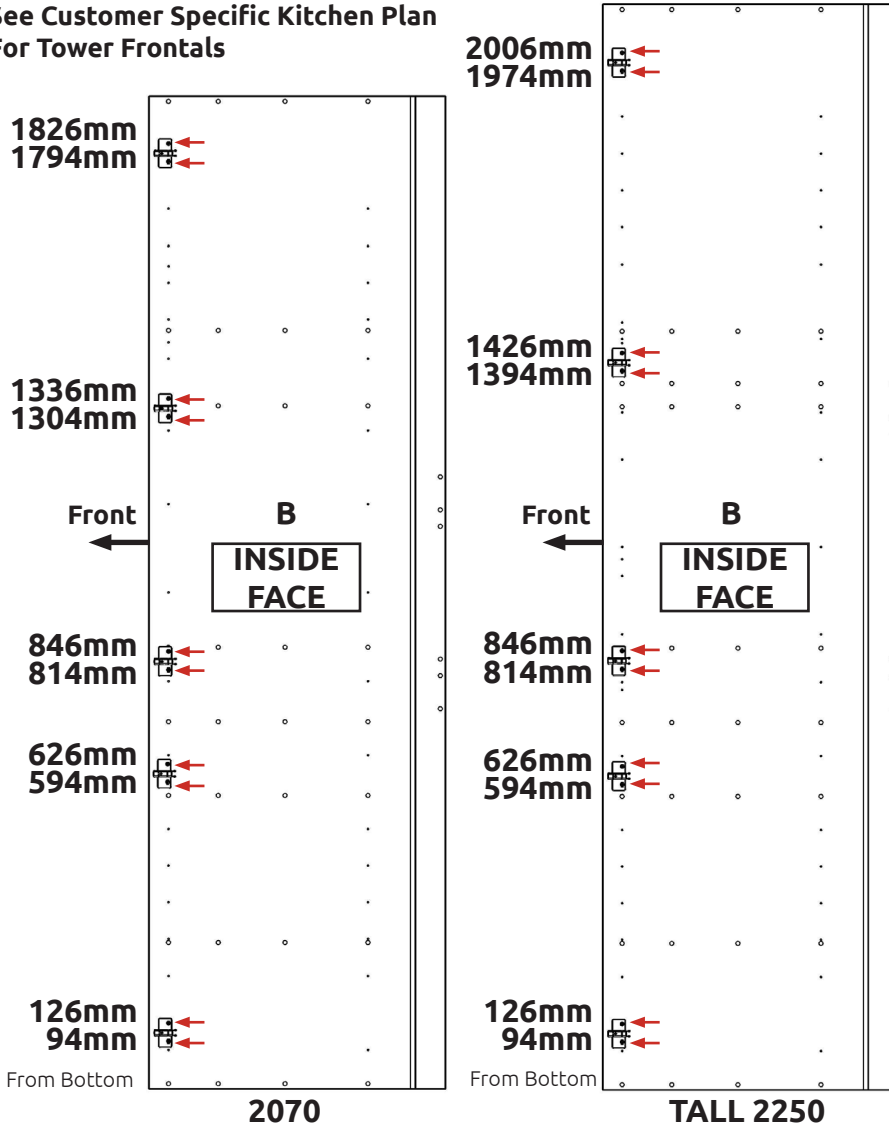 See Customer Specific Kitchen Plan
For Tower Frontals
1826mm
1794mm
1336mm
1304mm
Front
B
INSIDE
FACE
846mm
814mm
626mm
594mm
126mm
94mm
From Bottom
2070
2006mm
1974mm
1426mm
1394mm
Front
B
INSIDE
FACE
846mm
814mm
626mm
594mm
126mm
94mm
From Bottom
TALL 2250